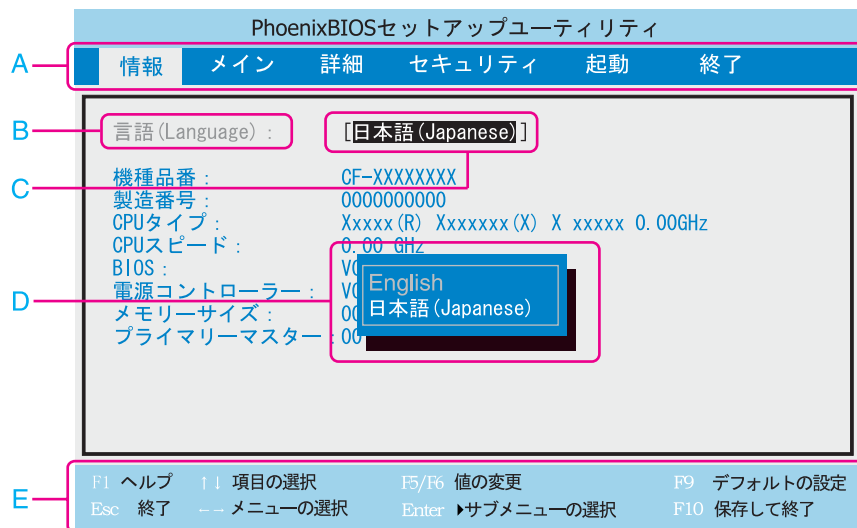 PhoenixBIOSセットアップユーティリティ
A
情報 メイン 詳細 セキュリティ 起動 終了
B
言語(Language) : [日本語(Japanese)]
C
機種品番 : CF-XXXXXXXX
製造番号 : 0000000000
CPUタイプ : Xxxxx(R) Xxxxxxx(X) X xxxxx 0.00GHz
CPUスピード : 0.00 GHz
BIOS : V0
電源コントローラー : V0
メモリーサイズ : 00
プライマリーマスター : 00
D
English
日本語(Japanese)
E
F1 ヘルプ ↑↓ 項目の選択 F5/F6 値の変更 F9 デフォルトの設定
Esc 終了 ←→ メニューの選択 Enter ▶サブメニューの選択 F10 保存して終了